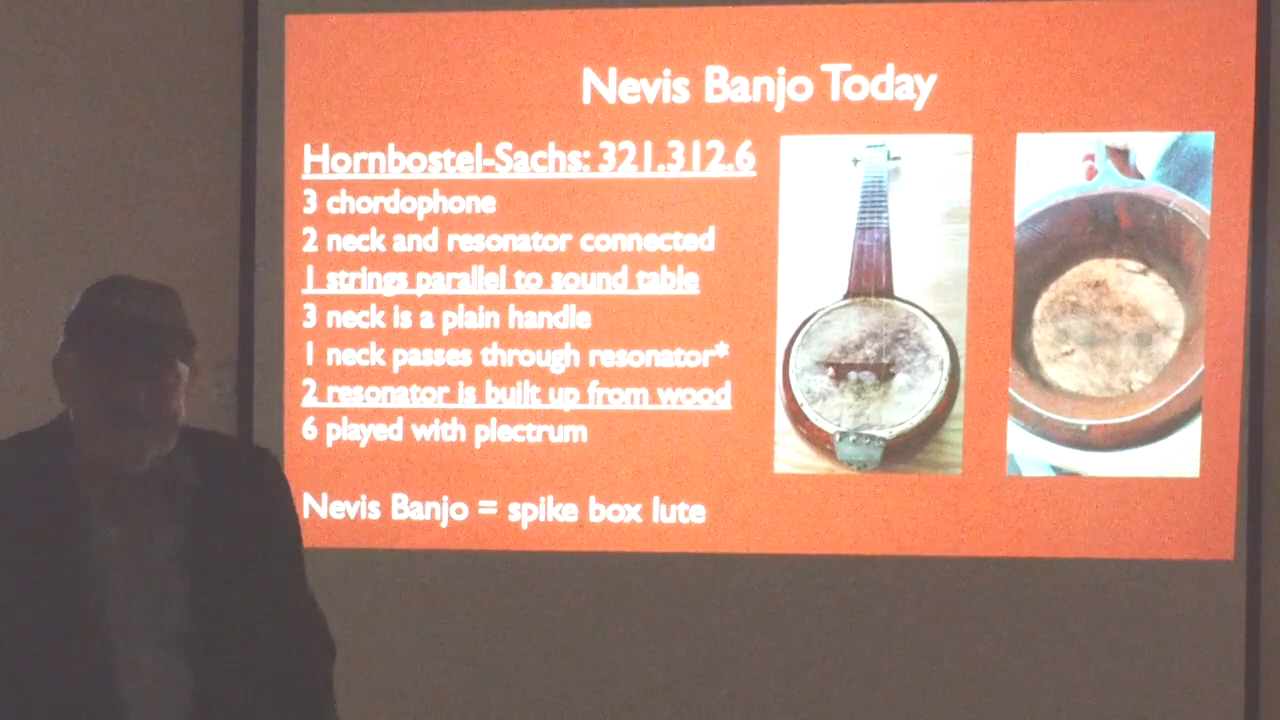 Nevis Banjo Today
Hornbostel-Sachs: 321.312.6
3 chordophone
2 neck and resonator connected
1 strings parallel to sound table
3 neck is a plain handle
1 neck passes through resonator*
2 resonator is built up from wood
6 played with plectrum
Nevis Banjo = spike box lute